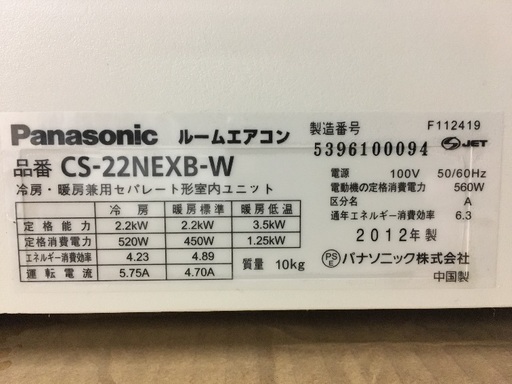 Panasonic ルームエアコン
製造番号 F112419
5396100094 S JET
品番 CS-22NEXB-W
冷房・暖房兼用セパレート形室内ユニット
電源 100V 50/60Hz
電動機の定格消費電力 560W
区分名 A
通年エネルギー消費効率 6.3
2012年製
冷房 暖房標準 暖房低温
定格能力 2.2kW 2.2kW 3.5kW
定格消費電力 520W 450W 1.25kW
エネルギー消費効率 4.23 4.89
運転電流 5.75A 4.70A
質量 10kg
PSE パナソニック株式会社
中国製